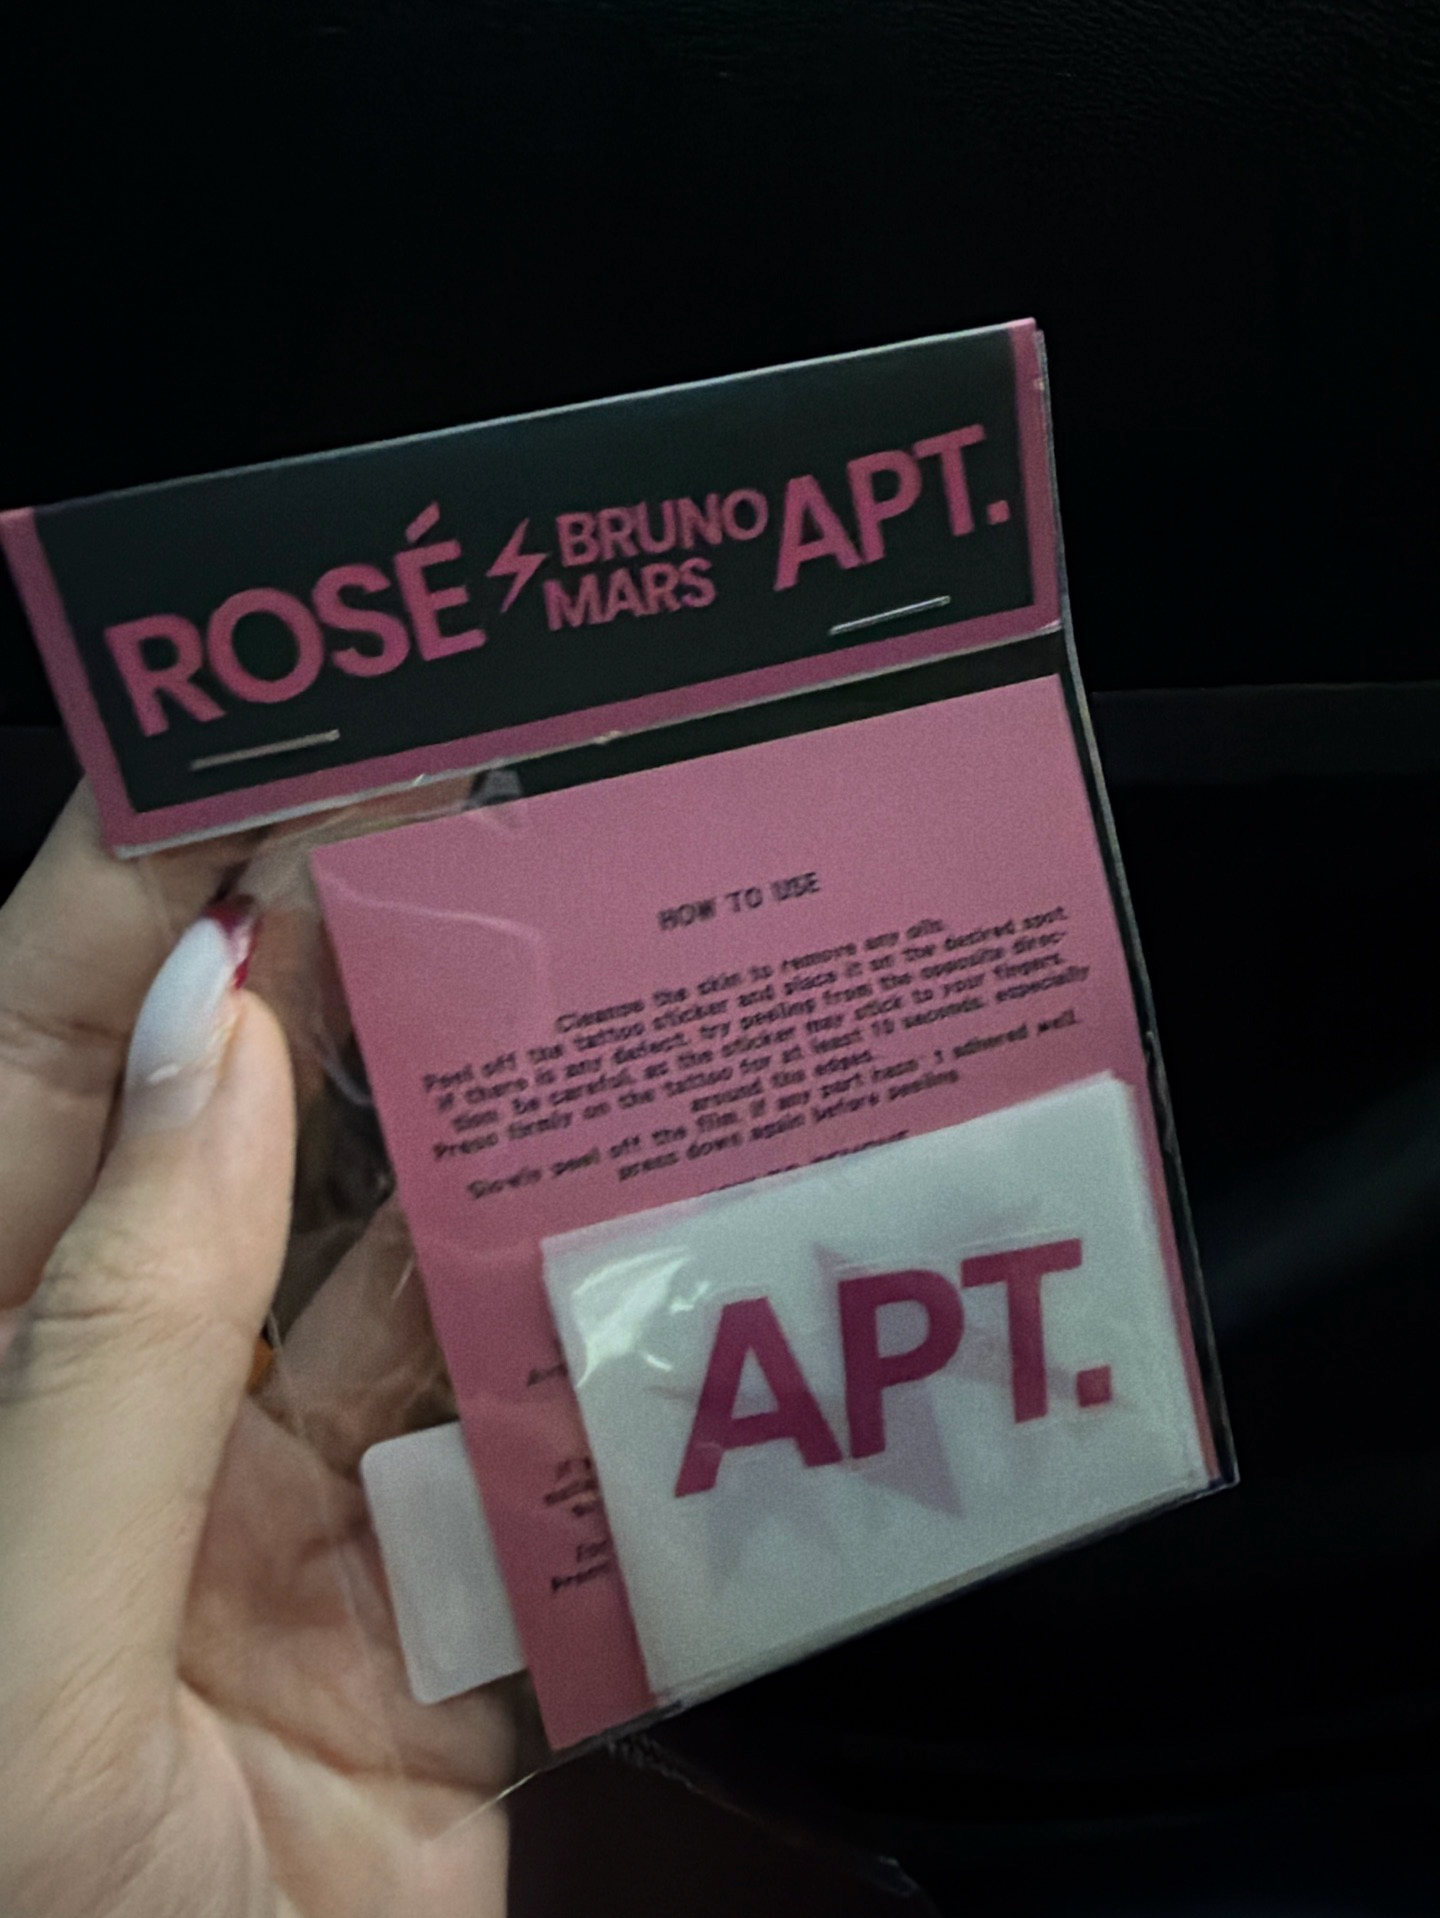 ROSÉ BRUNO MARS APT.
HOW TO USE
Cleanse the skin to remove any oils.
Peel off the tattoo sticker and place it on the desired spot.
If there is any defect, try peeling from the opposite direc-
tion. be careful, as the sticker may stick to your fingers.
Press firmly on the tattoo for at least 10 seconds, especially
around the edges.
Slowly peel off the film, if any part hasn't adhered well.
press down again before peeling
APT.